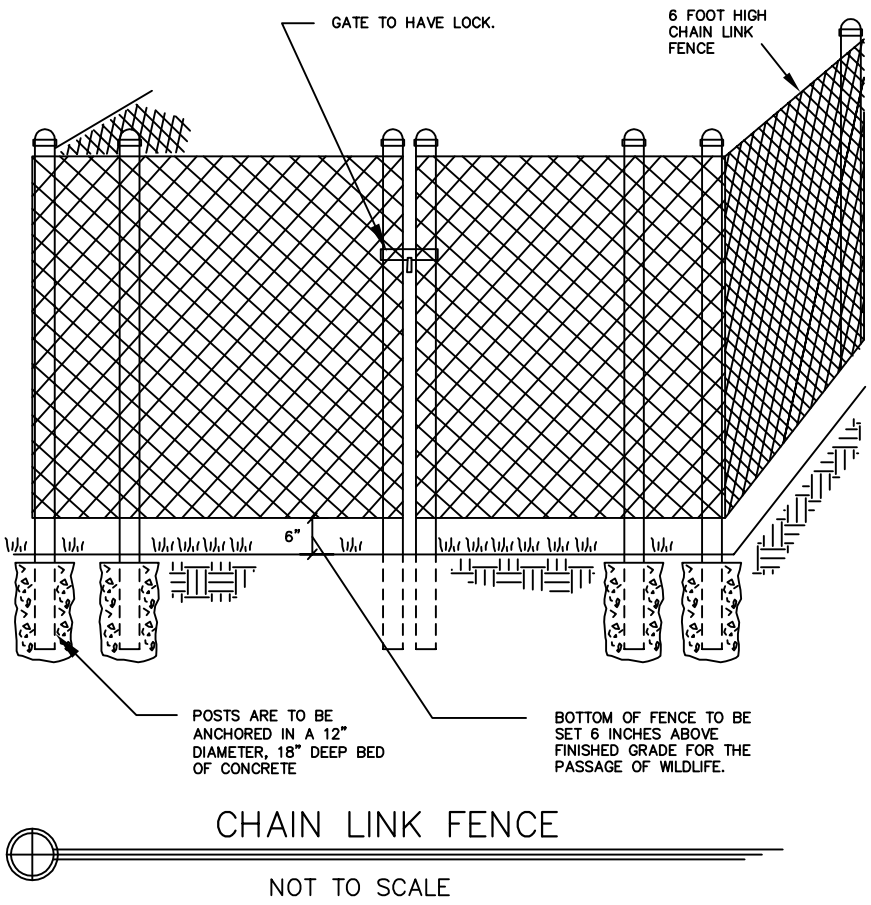 GATE TO HAVE LOCK.
6 FOOT HIGH
CHAIN LINK
FENCE
6"
POSTS ARE TO BE
ANCHORED IN A 12"
DIAMETER, 18" DEEP BED
OF CONCRETE
BOTTOM OF FENCE TO BE
SET 6 INCHES ABOVE
FINISHED GRADE FOR THE
PASSAGE OF WILDLIFE.
CHAIN LINK FENCE
NOT TO SCALE